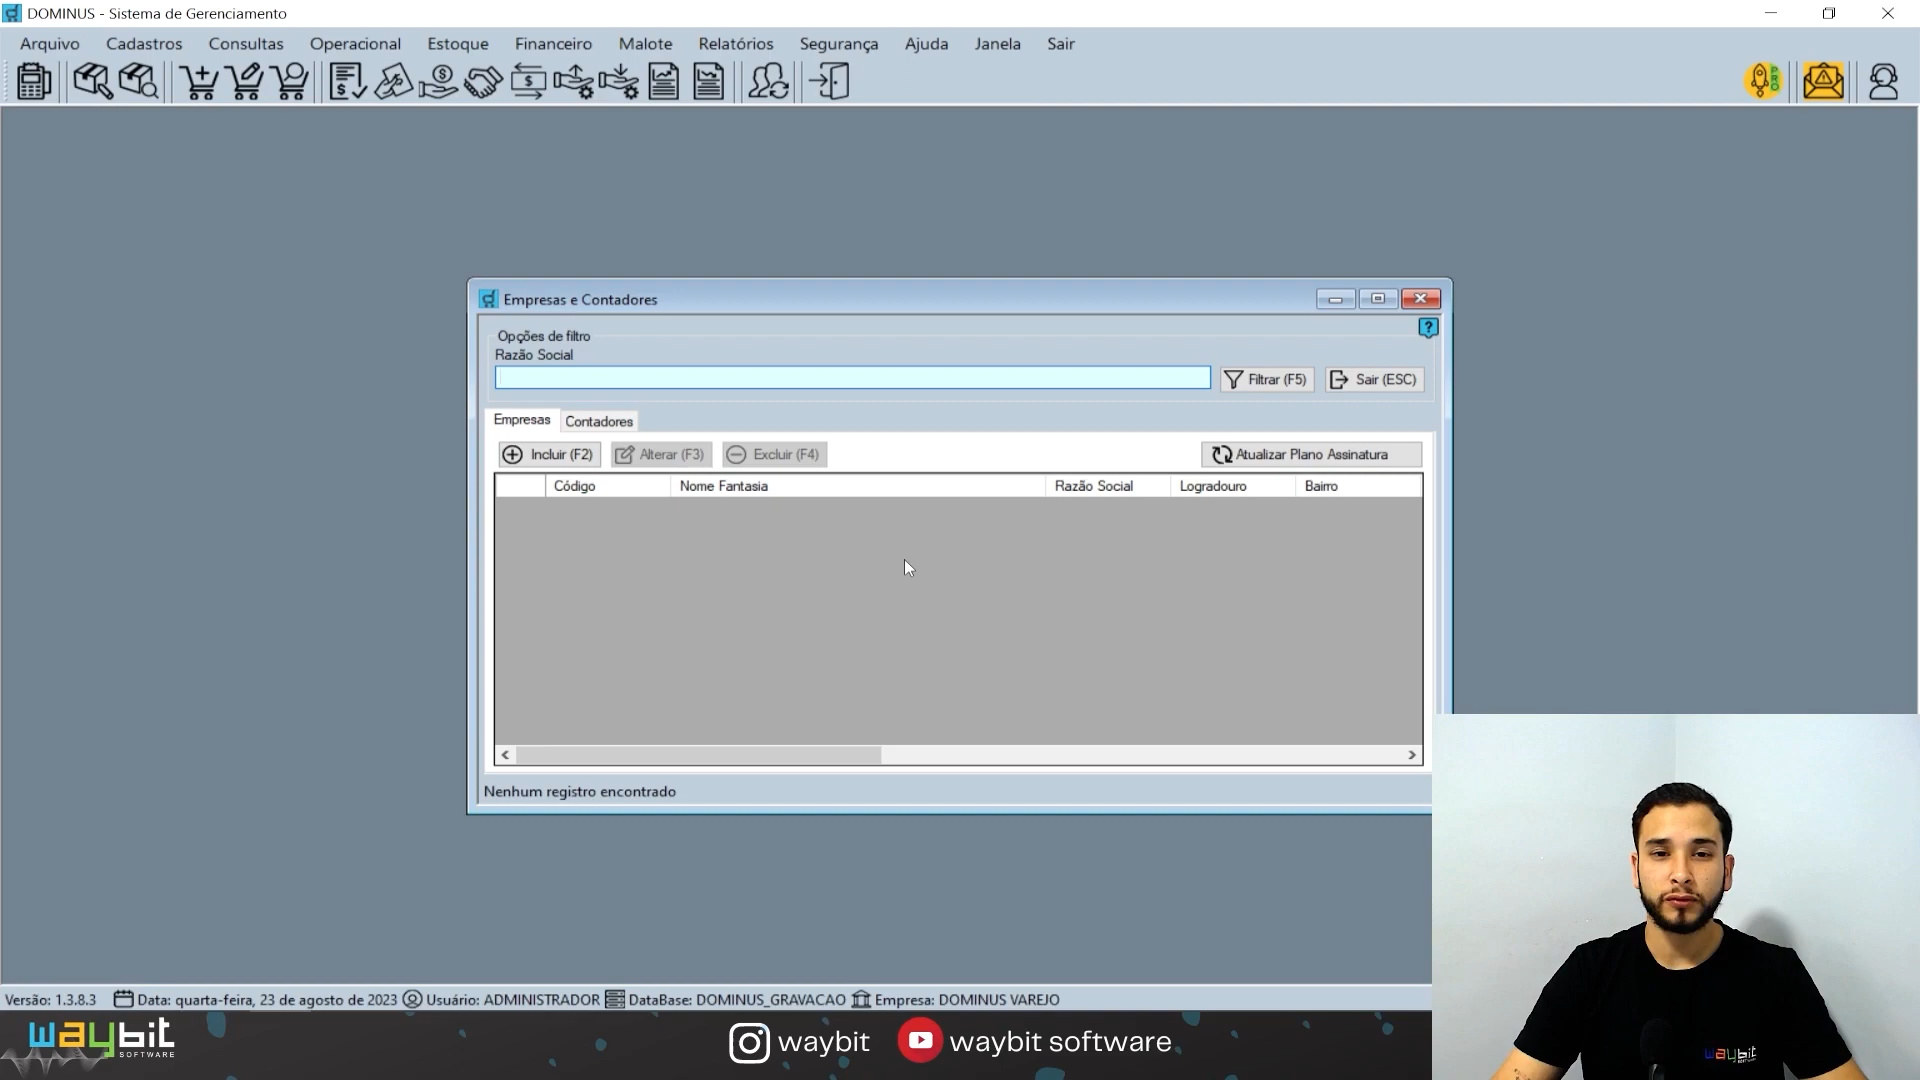 DOMINUS - Sistema de Gerenciamento
Arquivo Cadastros Consultas Operacional Estoque Financeiro Malote Relatórios Segurança Ajuda Janela Sair
PRO
Empresas e Contadores
Opções de filtro
Razão Social
Filtrar (F5) Sair (ESC)
Empresas Contadores
Incluir (F2) Alterar (F3) Excluir (F4) Atualizar Plano Assinatura
Código Nome Fantasia Razão Social Logradouro Bairro
Nenhum registro encontrado
Versão: 1.3.8.3 Data: quarta-feira, 23 de agosto de 2023 Usuário: ADMINISTRADOR DataBase: DOMINUS_GRAVACAO Empresa: DOMINUS VAREJO
waybit
SOFTWARE
waybit waybit software
waybit